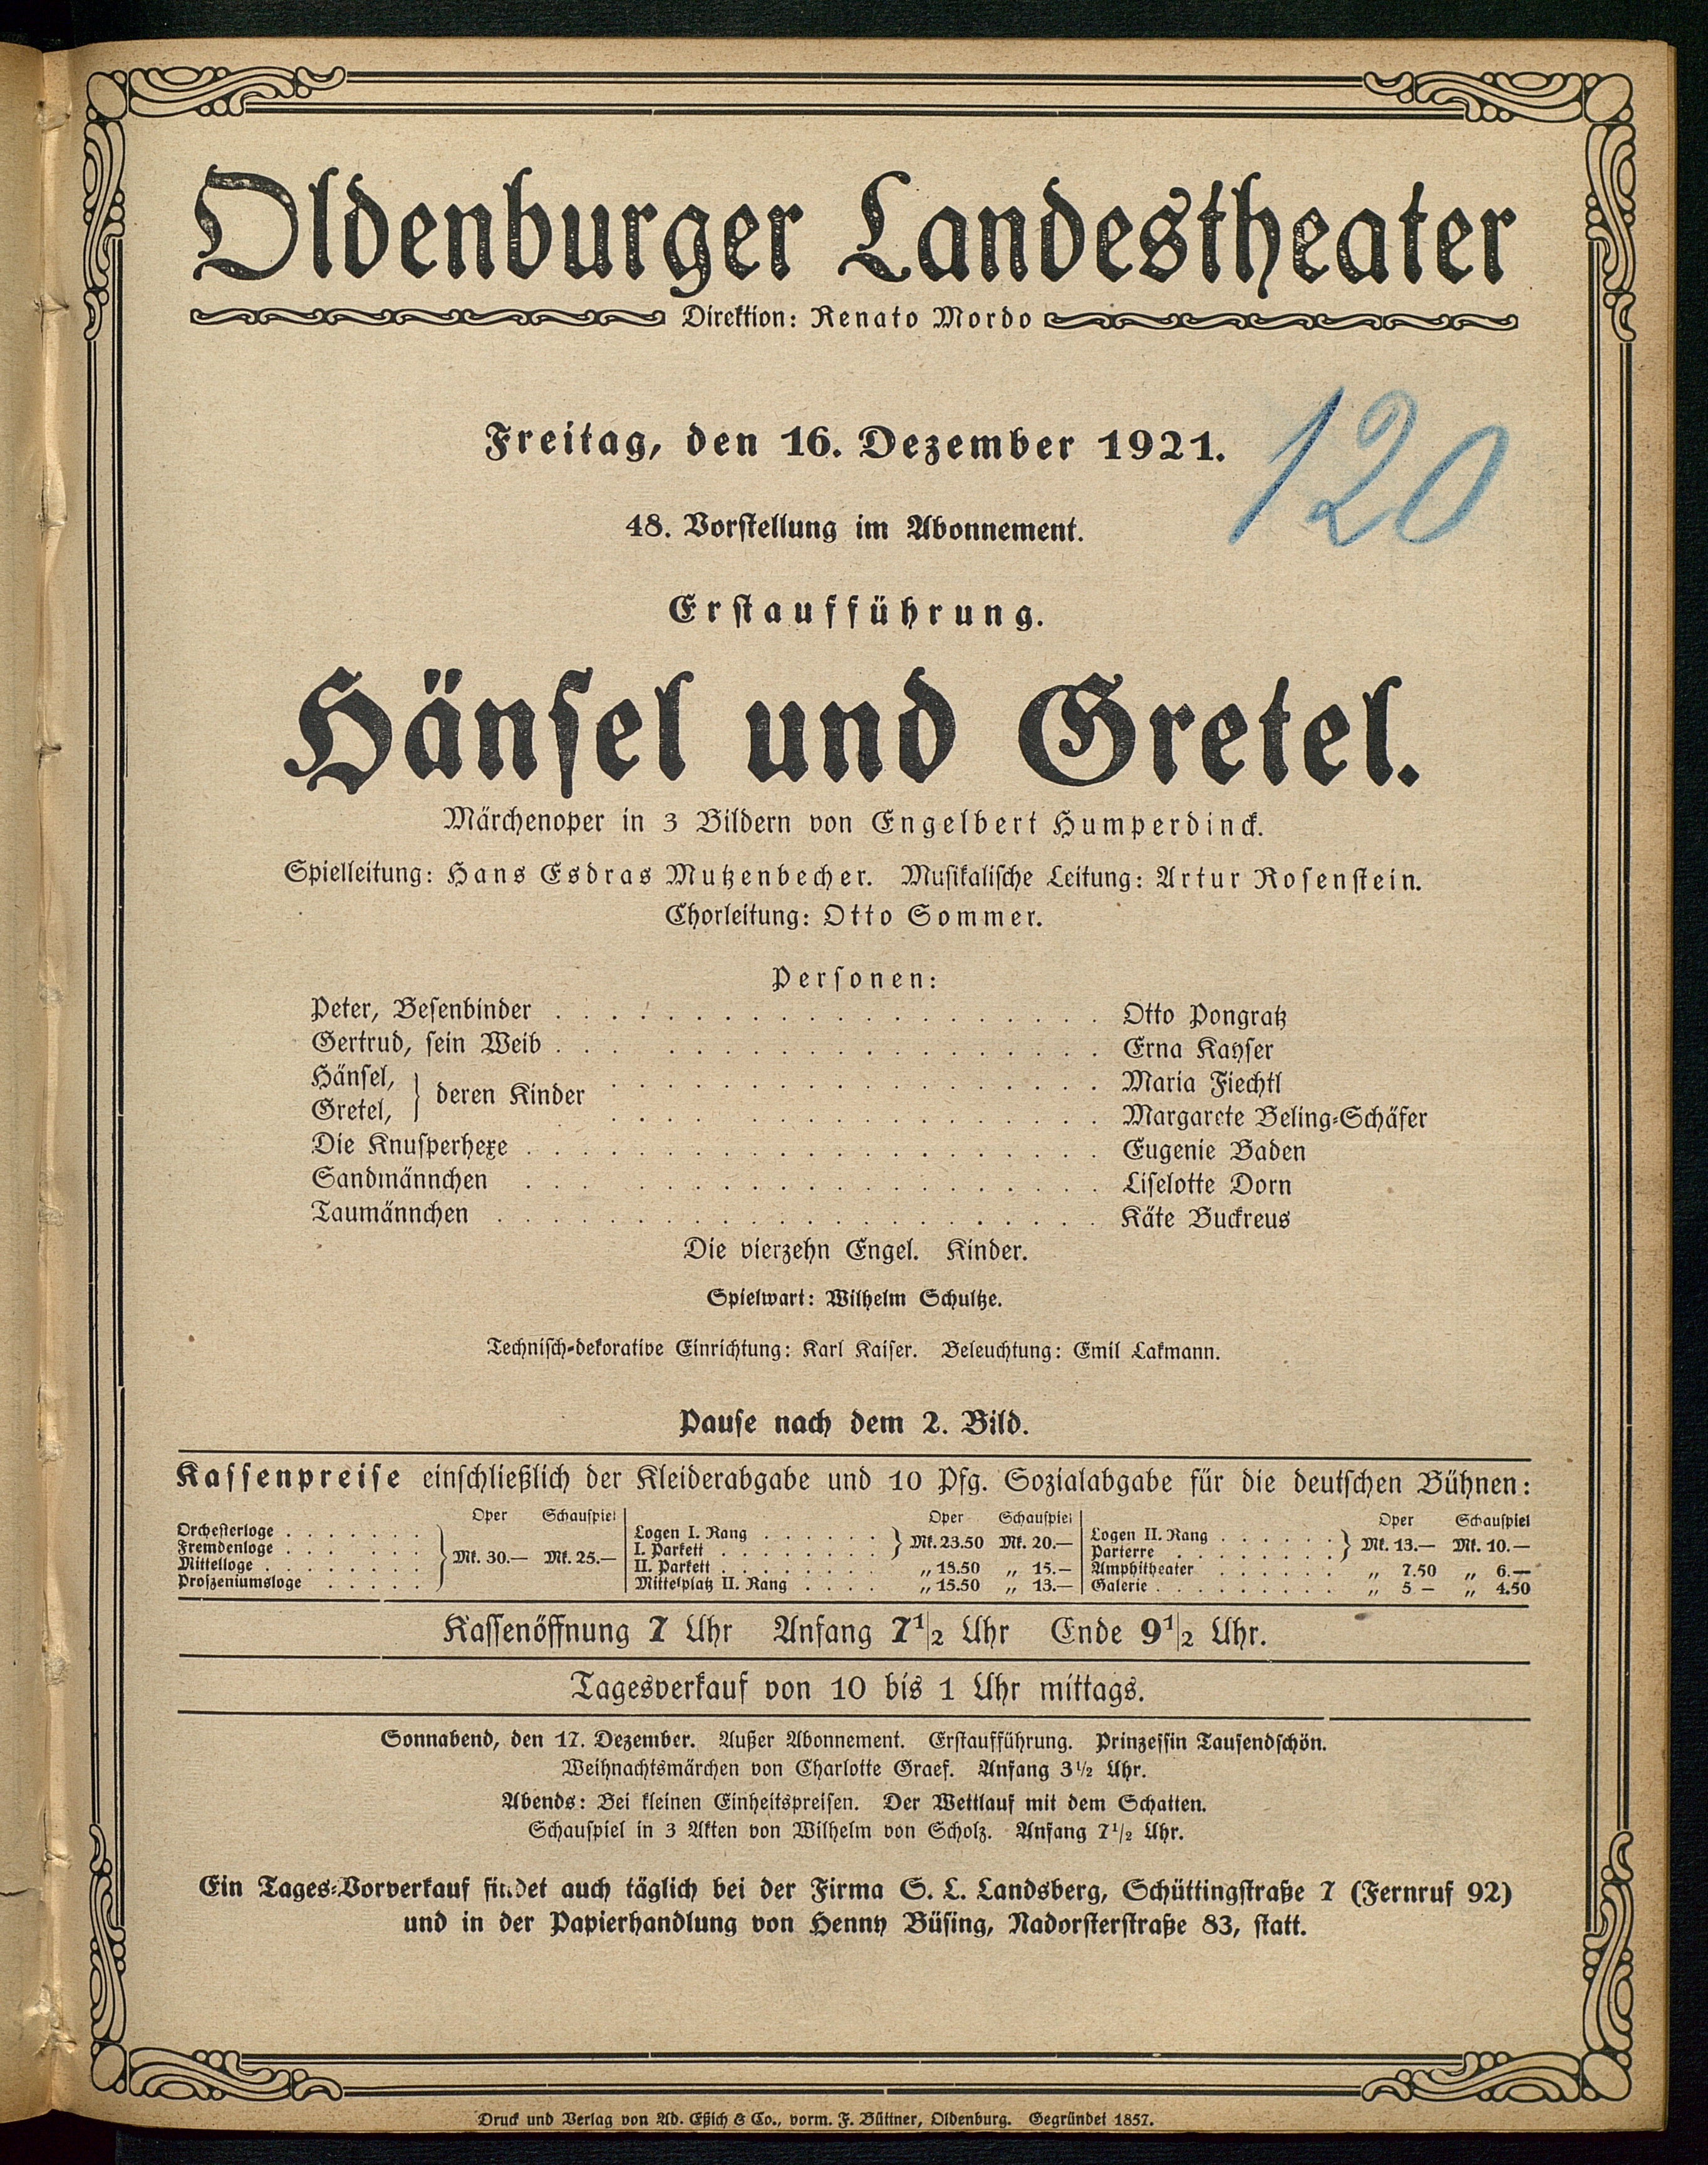 Oldenburger Landestheater
Direktion: Renato Mordo
Freitag, den 16. Dezember 1921.
120
48. Vorstellung im Abonnement.
Erstaufführung.
Hänsel und Gretel.
Märchenoper in 3 Bildern von Engelbert Humperdinck.
Spielleitung: Hans Esdras Mutzenbecher. Musikalische Leitung: Artur Rosenstein.
Chorleitung: Otto Sommer.
Personen:
Peter, Besenbinder . . . . . . . . . . . . . . . . . . . . Otto Pongratz
Gertrud, sein Weib . . . . . . . . . . . . . . . . . . . Erna Kayser
Hänsel, } deren Kinder . . . . . . . . . . . . . . . . . . Maria Fiechtl
Gretel, } . . . . . . . . . . . . . . . . . . Margarete Beling-Schäfer
Die Knusperhexe . . . . . . . . . . . . . . . . . . . . . Eugenie Baden
Sandmännchen . . . . . . . . . . . . . . . . . . . . Liselotte Dorn
Taumännchen . . . . . . . . . . . . . . . . . . . . . . Käte Buckreus
Die vierzehn Engel. Kinder.
Spielwart: Wilhelm Schultze.
Technisch-dekorative Einrichtung: Karl Kaiser. Beleuchtung: Emil Lakmann.
Pause nach dem 2. Bild.
Kassenpreise einschließlich der Kleiderabgabe und 10 Pfg. Sozialabgabe für die deutschen Bühnen:
Oper Schauspiel
Orchesterloge . . . . . . .
Fremdenloge . . . . . . .
Mittelloge . . . . . . .
Proszeniumsloge . . . . .
} Mk. 30.— Mk. 25.—
Oper Schauspiel
Logen I. Rang . . . . . .
I. Parkett . . . . . . . .
} Mk. 23.50 Mk. 20.—
II. Parkett . . . . . . . . „ 18.50 „ 15.—
Mittelplatz II. Rang . . . . „ 15.50 „ 13.—
Oper Schauspiel
Logen II. Rang . . . . . .
Parterre . . . . . . . .
} Mk. 13.— Mk. 10.—
Amphitheater . . . . . . „ 7.50 „ 6.—
Galerie . . . . . . . . . „ 5 — „ 4.50
Kassenöffnung 7 Uhr Anfang 7 1/2 Uhr Ende 9 1/2 Uhr.
Tagesverkauf von 10 bis 1 Uhr mittags.
Sonnabend, den 17. Dezember. Außer Abonnement. Erstaufführung. Prinzessin Tausendschön.
Weihnachtsmärchen von Charlotte Graef. Anfang 3 1/2 Uhr.
Abends: Bei kleinen Einheitspreisen. Der Wettlauf mit dem Schatten.
Schauspiel in 3 Akten von Wilhelm von Scholz. Anfang 7 1/2 Uhr.
Ein Tages-Vorverkauf findet auch täglich bei der Firma S. L. Landsberg, Schüttingstraße 7 (Fernruf 92)
und in der Papierhandlung von Henny Büsing, Nadorsterstraße 83, statt.
Druck und Verlag von Ad. Eßich & Co., vorm. F. Büttner, Oldenburg. Gegründet 1857.